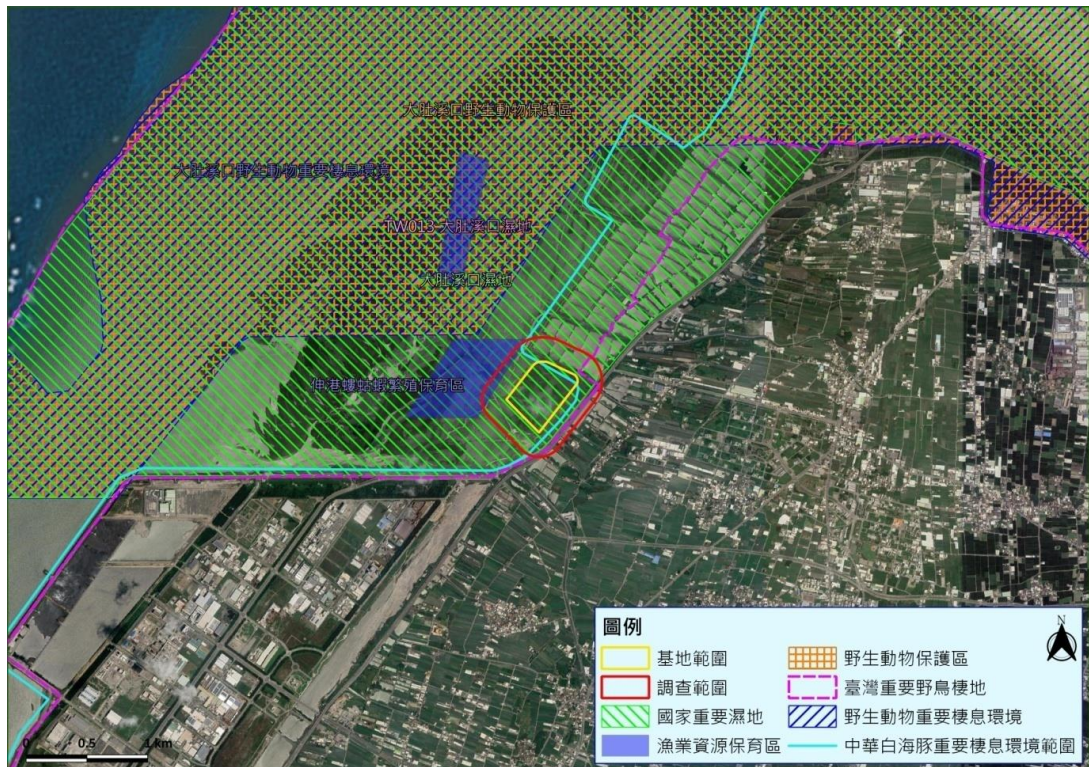 大肚溪口野生動物保護區
大肚溪口野生動物重要棲息環境
TW013-大肚溪口濕地
大肚溪口濕地
伸港螻蛄蝦繁殖保育區
圖例
基地範圍
調查範圍
國家重要濕地
漁業資源保育區
野生動物保護區
臺灣重要野鳥棲地
野生動物重要棲息環境
中華白海豚重要棲息環境範圍
N
0 0.5 1 km